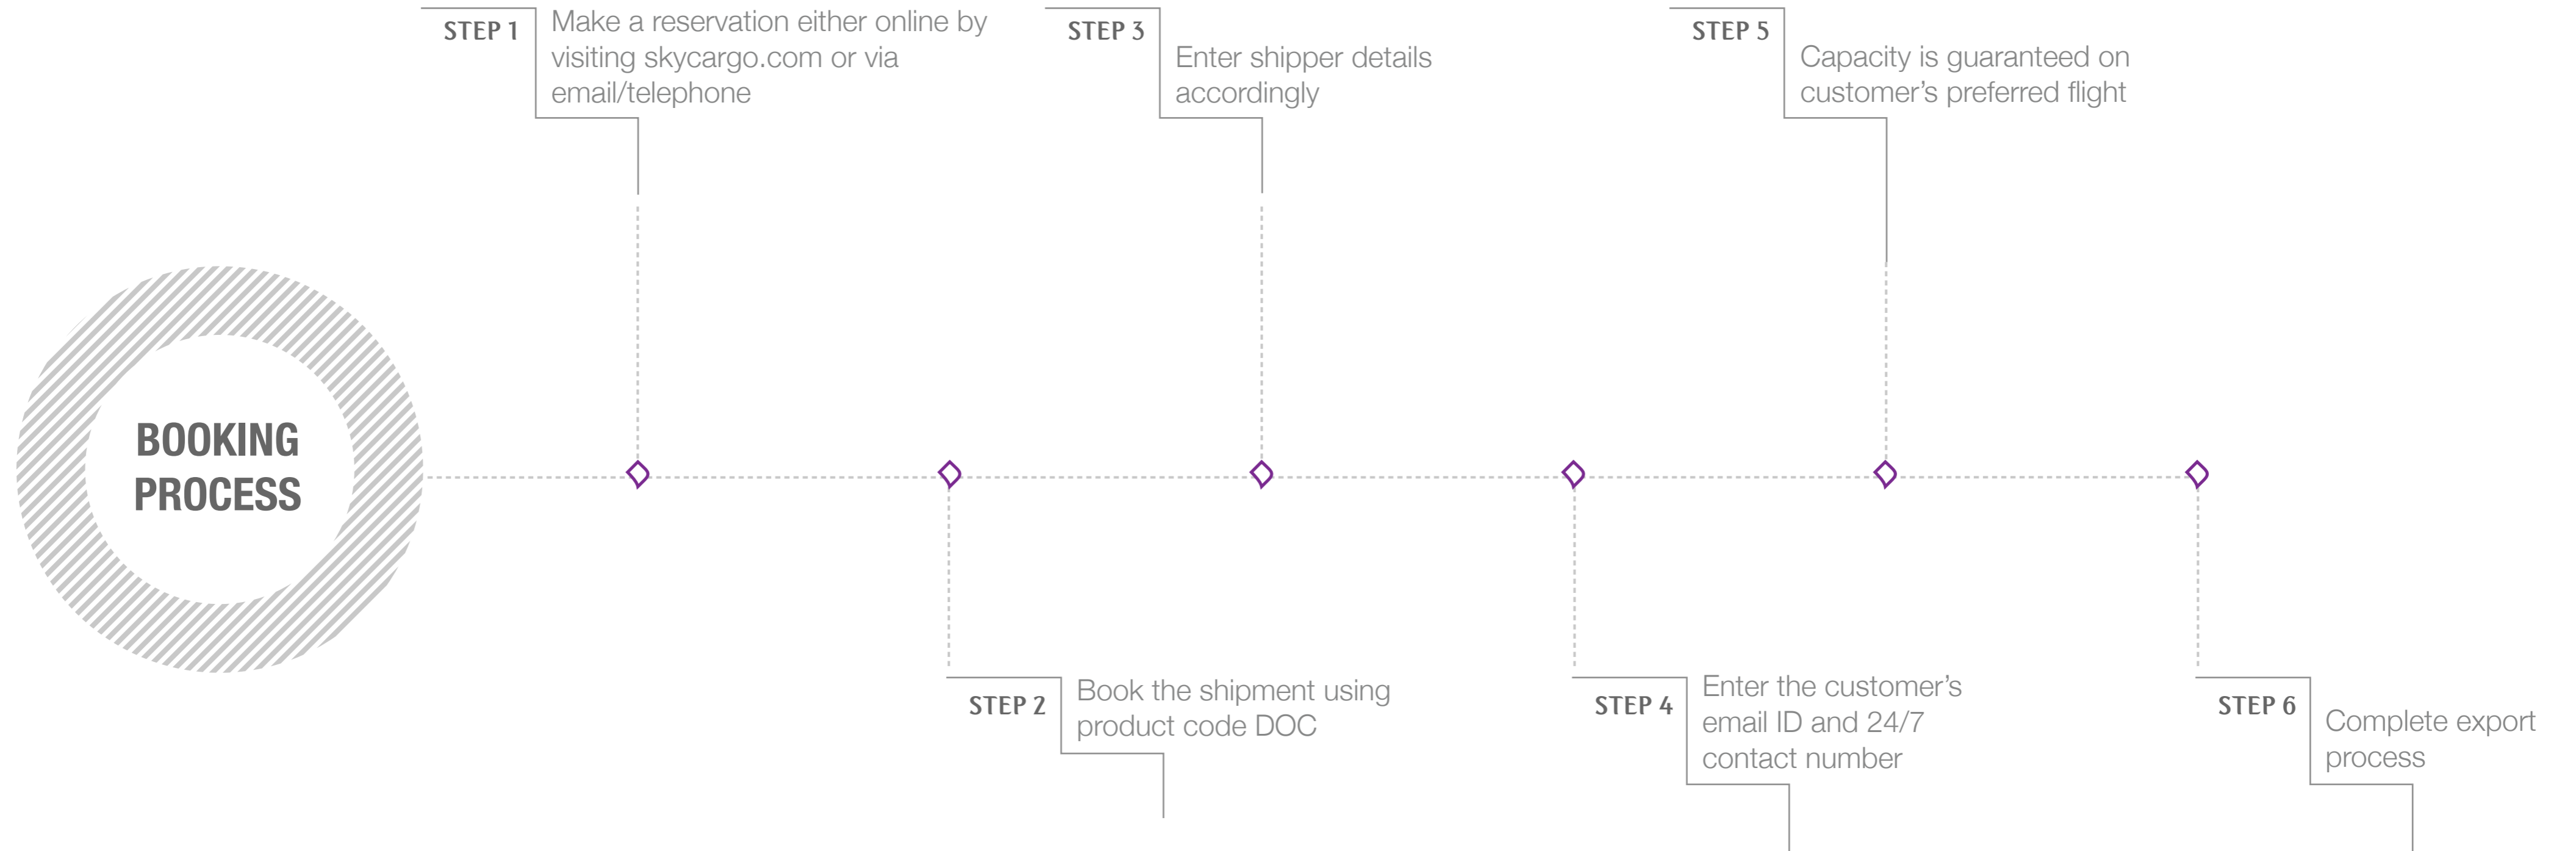 BOOKING
PROCESS
STEP 1
Make a reservation either online by
visiting skycargo.com or via
email/telephone
STEP 2
Book the shipment using
product code DOC
STEP 3
Enter shipper details
accordingly
STEP 4
Enter the customer’s
email ID and 24/7
contact number
STEP 5
Capacity is guaranteed on
customer’s preferred flight
STEP 6
Complete export
process